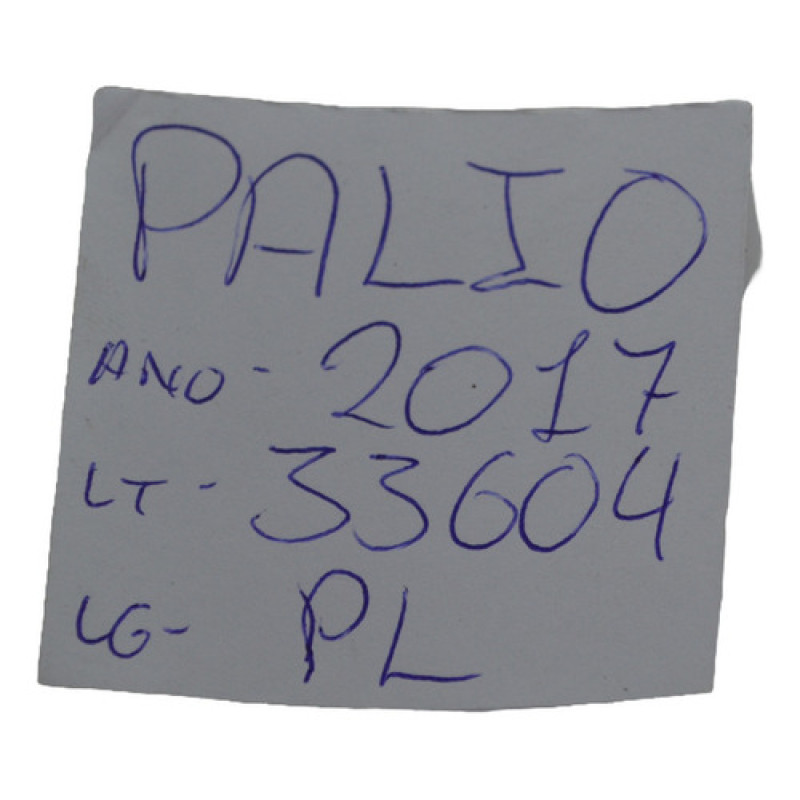 PALIO
ANO - 2017
LT - 33604
LG - PL